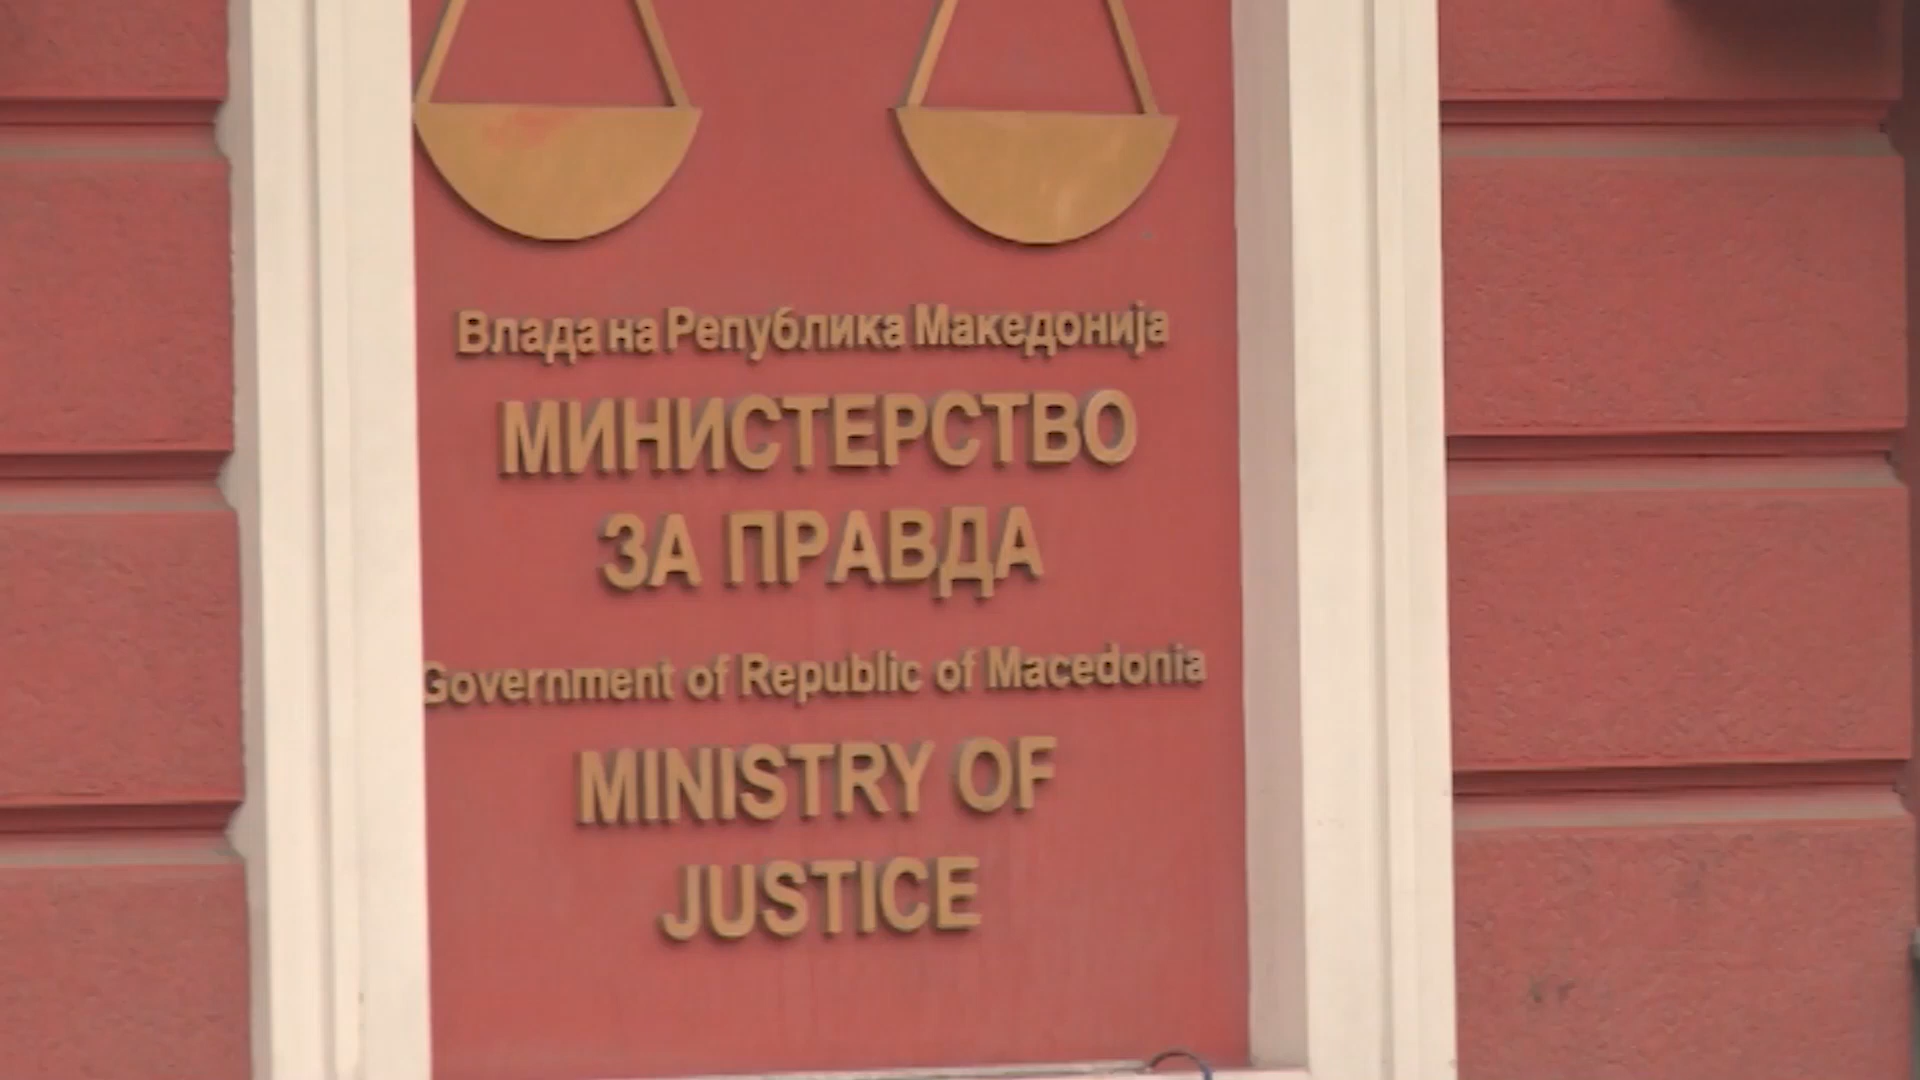 Влада на Република Македонија
МИНИСТЕРСТВО
ЗА ПРАВДА
Government of Republic of Macedonia
MINISTRY OF
JUSTICE